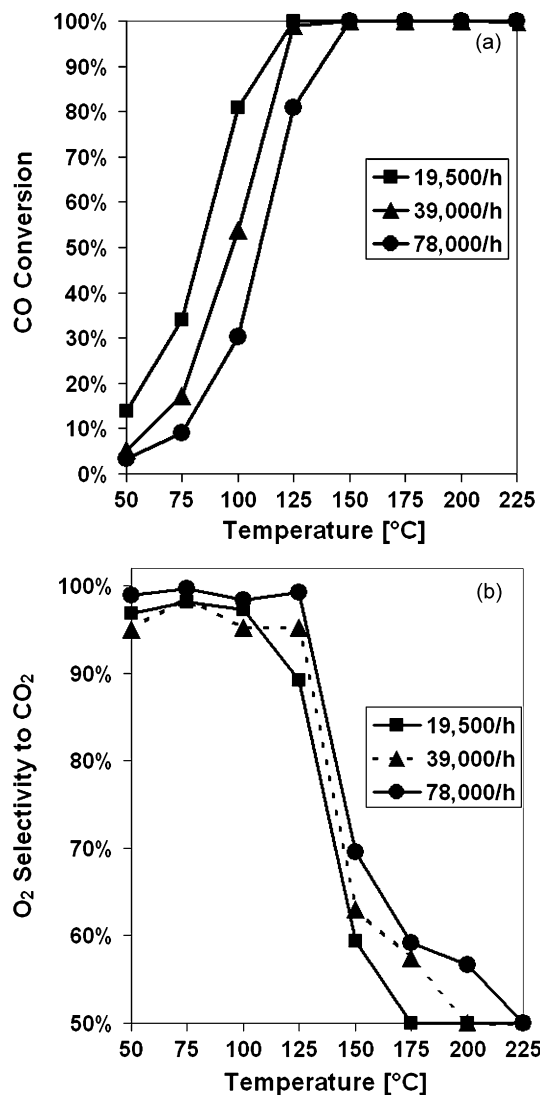 100%
(a)
90%
80%
70%
60%
50%
40%
30%
20%
10%
0%
CO Conversion
19,500/h
39,000/h
78,000/h
50 75 100 125 150 175 200 225
Temperature [°C]
100%
(b)
90%
80%
70%
60%
50%
O₂ Selectivity to CO₂
19,500/h
39,000/h
78,000/h
50 75 100 125 150 175 200 225
Temperature [°C]